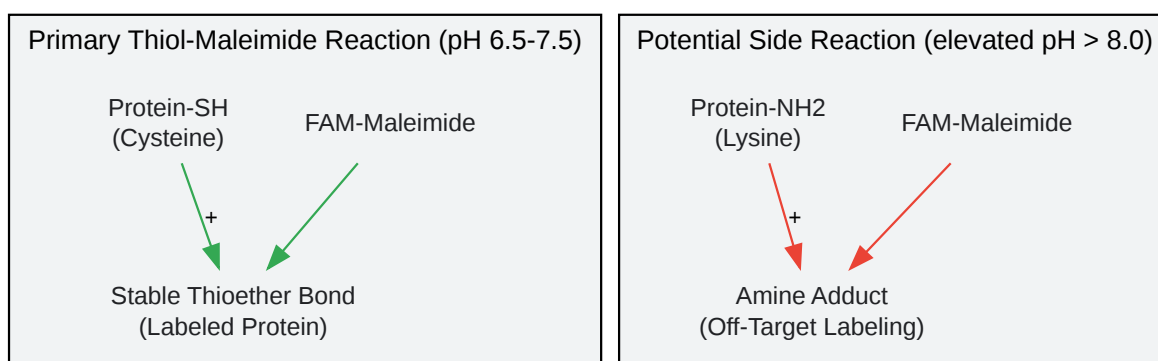 Primary Thiol-Maleimide Reaction (pH 6.5-7.5)
Protein-SH
(Cysteine)
FAM-Maleimide
+
Stable Thioether Bond
(Labeled Protein)
Potential Side Reaction (elevated pH > 8.0)
Protein-NH2
(Lysine)
FAM-Maleimide
+
Amine Adduct
(Off-Target Labeling)